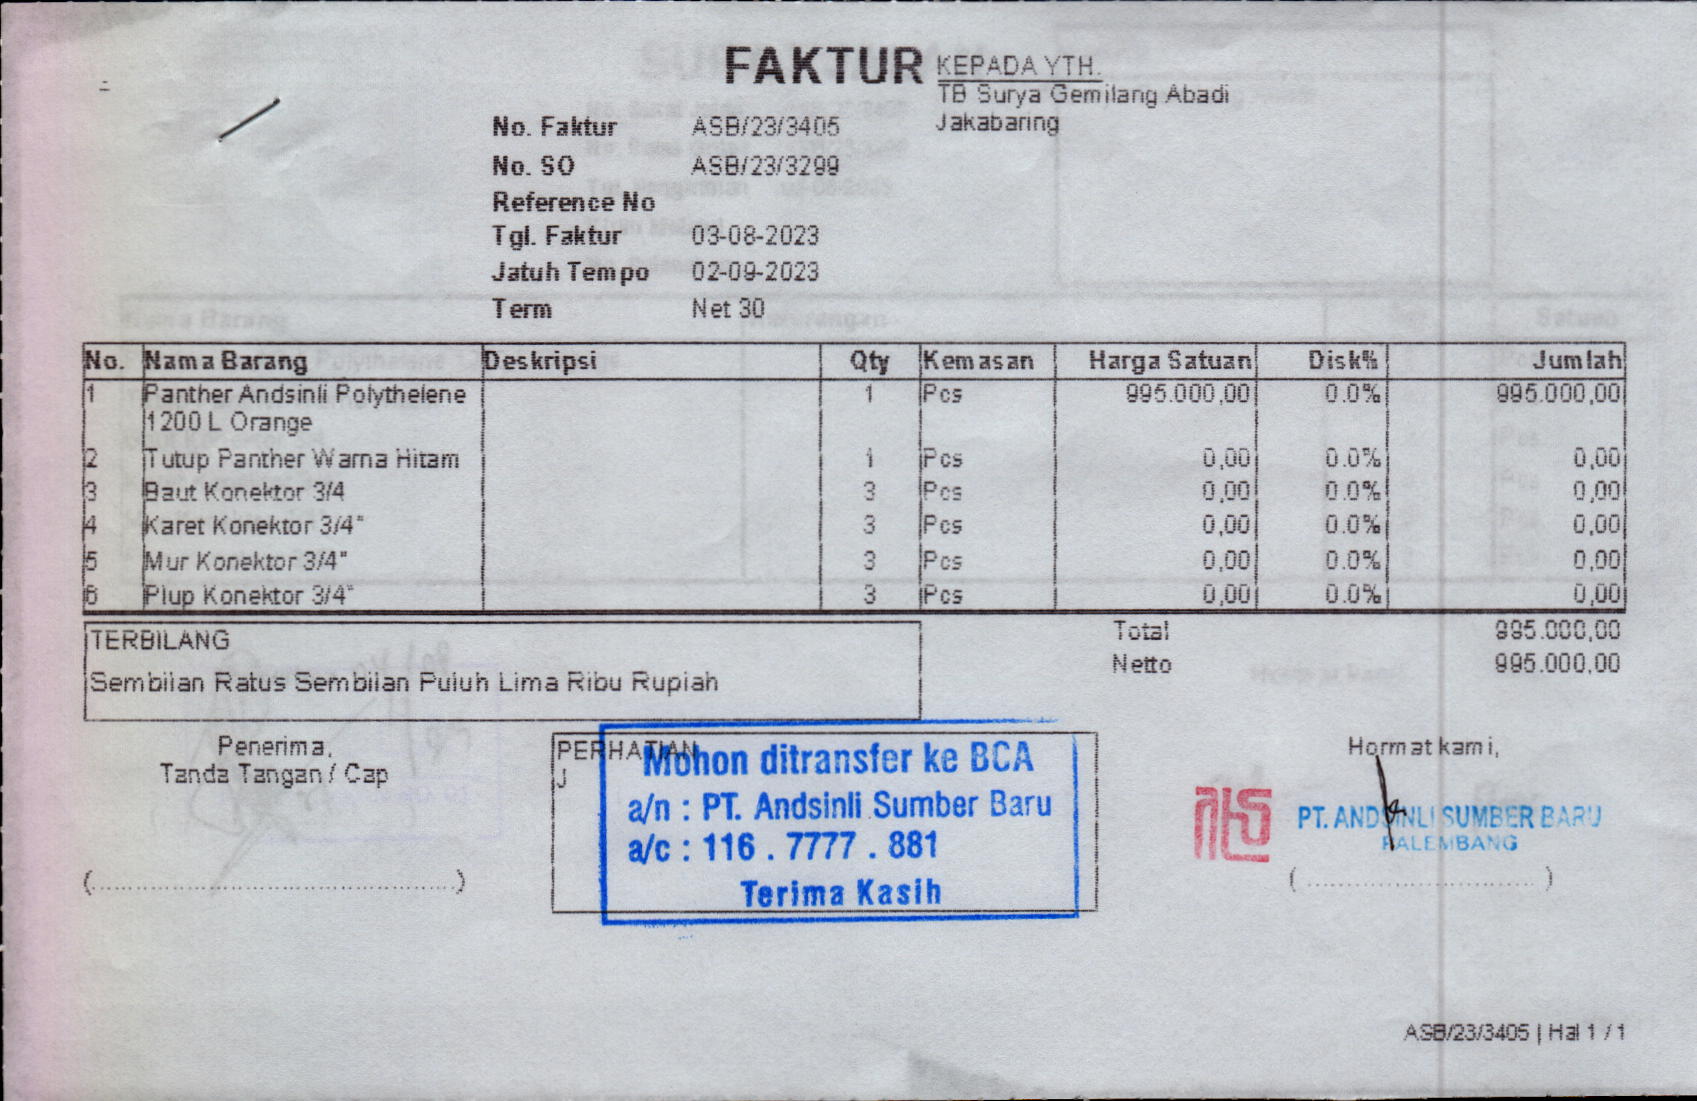 FAKTUR
KEPADA YTH.
TB Surya Gemilang Abadi
Jakabaring
No. Faktur ASB/23/3405
No. SO ASB/23/3299
Reference No
Tgl. Faktur 03-08-2023
Jatuh Tempo 02-09-2023
Term Net 30
No. Nama Barang Deskripsi Qty Kemasan Harga Satuan Disk% Jumlah
1 Panther Andsinli Polythelene 1 Pcs 995.000,00 0.0% 995.000,00
1200 L Orange
2 Tutup Panther Warna Hitam 1 Pcs 0,00 0.0% 0,00
3 Baut Konektor 3/4 3 Pcs 0,00 0.0% 0,00
4 Karet Konektor 3/4" 3 Pcs 0,00 0.0% 0,00
5 Mur Konektor 3/4" 3 Pcs 0,00 0.0% 0,00
6 Plup Konektor 3/4" 3 Pcs 0,00 0.0% 0,00
TERBILANG
Sembilan Ratus Sembilan Puluh Lima Ribu Rupiah
Total 995.000,00
Netto 995.000,00
Penerima,
Tanda Tangan / Cap
(........................................)
PERHATIAN
J
Mohon ditransfer ke BCA
a/n : PT. Andsinli Sumber Baru
a/c : 116 . 7777 . 881
Terima Kasih
Hormat kami,
PT. ANDSINLI SUMBER BARU
PALEMBANG
(........................................)
ASB/23/3405 | Hal 1 / 1